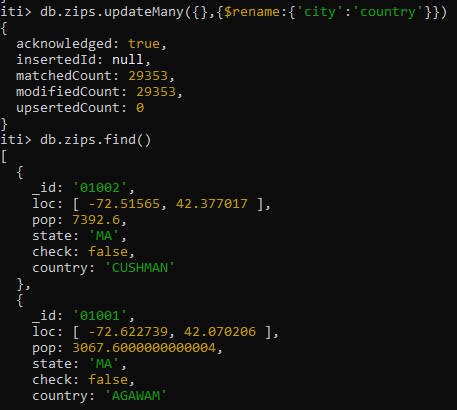 iti> db.zips.updateMany({},{$rename:{'city':'country'}})
{
  acknowledged: true,
  insertedId: null,
  matchedCount: 29353,
  modifiedCount: 29353,
  upsertedCount: 0
}
iti> db.zips.find()
[
  {
    _id: '01002',
    loc: [ -72.51565, 42.377017 ],
    pop: 7392.6,
    state: 'MA',
    check: false,
    country: 'CUSHMAN'
  },
  {
    _id: '01001',
    loc: [ -72.622739, 42.070206 ],
    pop: 3067.6000000000004,
    state: 'MA',
    check: false,
    country: 'AGAWAM'